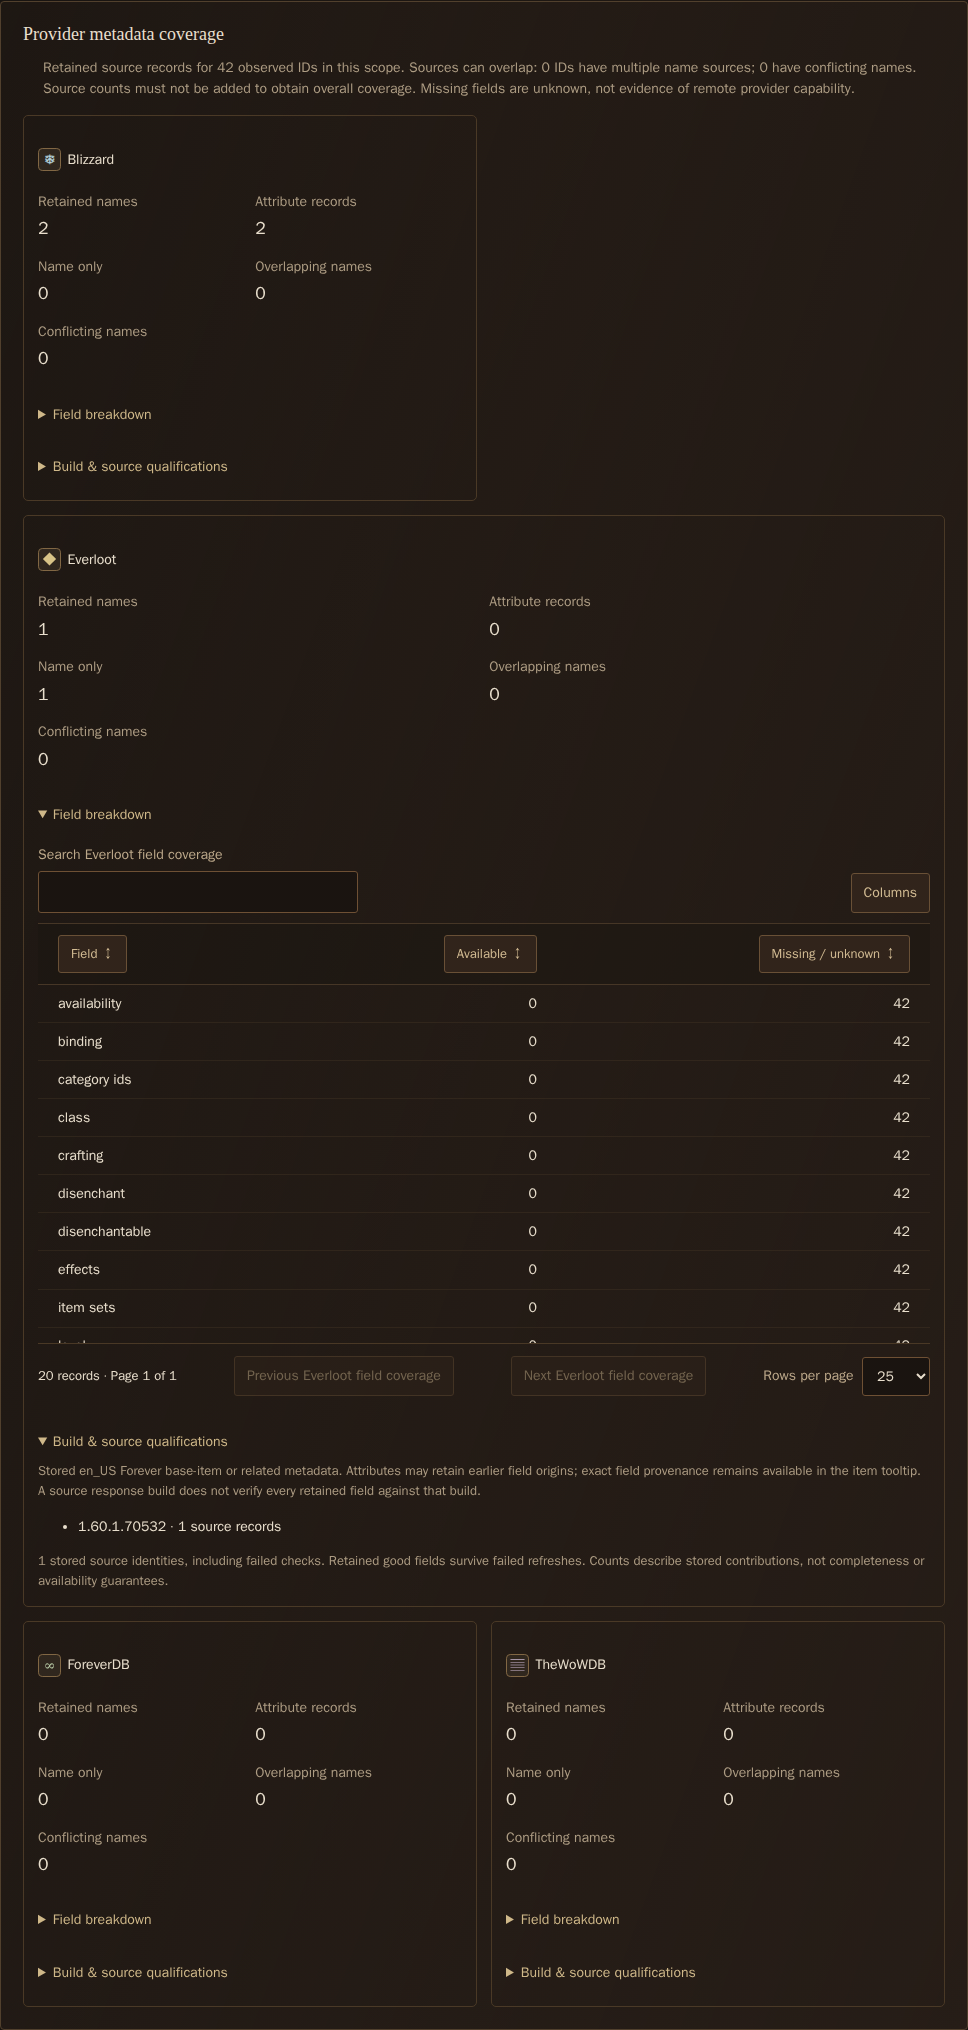 Provider metadata coverage
Retained source records for 42 observed IDs in this scope. Sources can overlap: 0 IDs have multiple name sources; 0 have conflicting names.
Source counts must not be added to obtain overall coverage. Missing fields are unknown, not evidence of remote provider capability.
Blizzard
Retained names Attribute records
2 2
Name only Overlapping names
0 0
Conflicting names
0
Field breakdown
Build & source qualifications
Everloot
Retained names Attribute records
1 0
Name only Overlapping names
1 0
Conflicting names
0
Field breakdown
Search Everloot field coverage
Columns
Field ↕ Available ↕ Missing / unknown ↕
availability 0 42
binding 0 42
category ids 0 42
class 0 42
crafting 0 42
disenchant 0 42
disenchantable 0 42
effects 0 42
item sets 0 42
20 records · Page 1 of 1 Previous Everloot field coverage Next Everloot field coverage Rows per page 25
Build & source qualifications
Stored en_US Forever base-item or related metadata. Attributes may retain earlier field origins; exact field provenance remains available in the item tooltip.
A source response build does not verify every retained field against that build.
• 1.60.1.70532 · 1 source records
1 stored source identities, including failed checks. Retained good fields survive failed refreshes. Counts describe stored contributions, not completeness or
availability guarantees.
ForeverDB TheWoWDB
Retained names Attribute records Retained names Attribute records
0 0 0 0
Name only Overlapping names Name only Overlapping names
0 0 0 0
Conflicting names Conflicting names
0 0
Field breakdown Field breakdown
Build & source qualifications Build & source qualifications